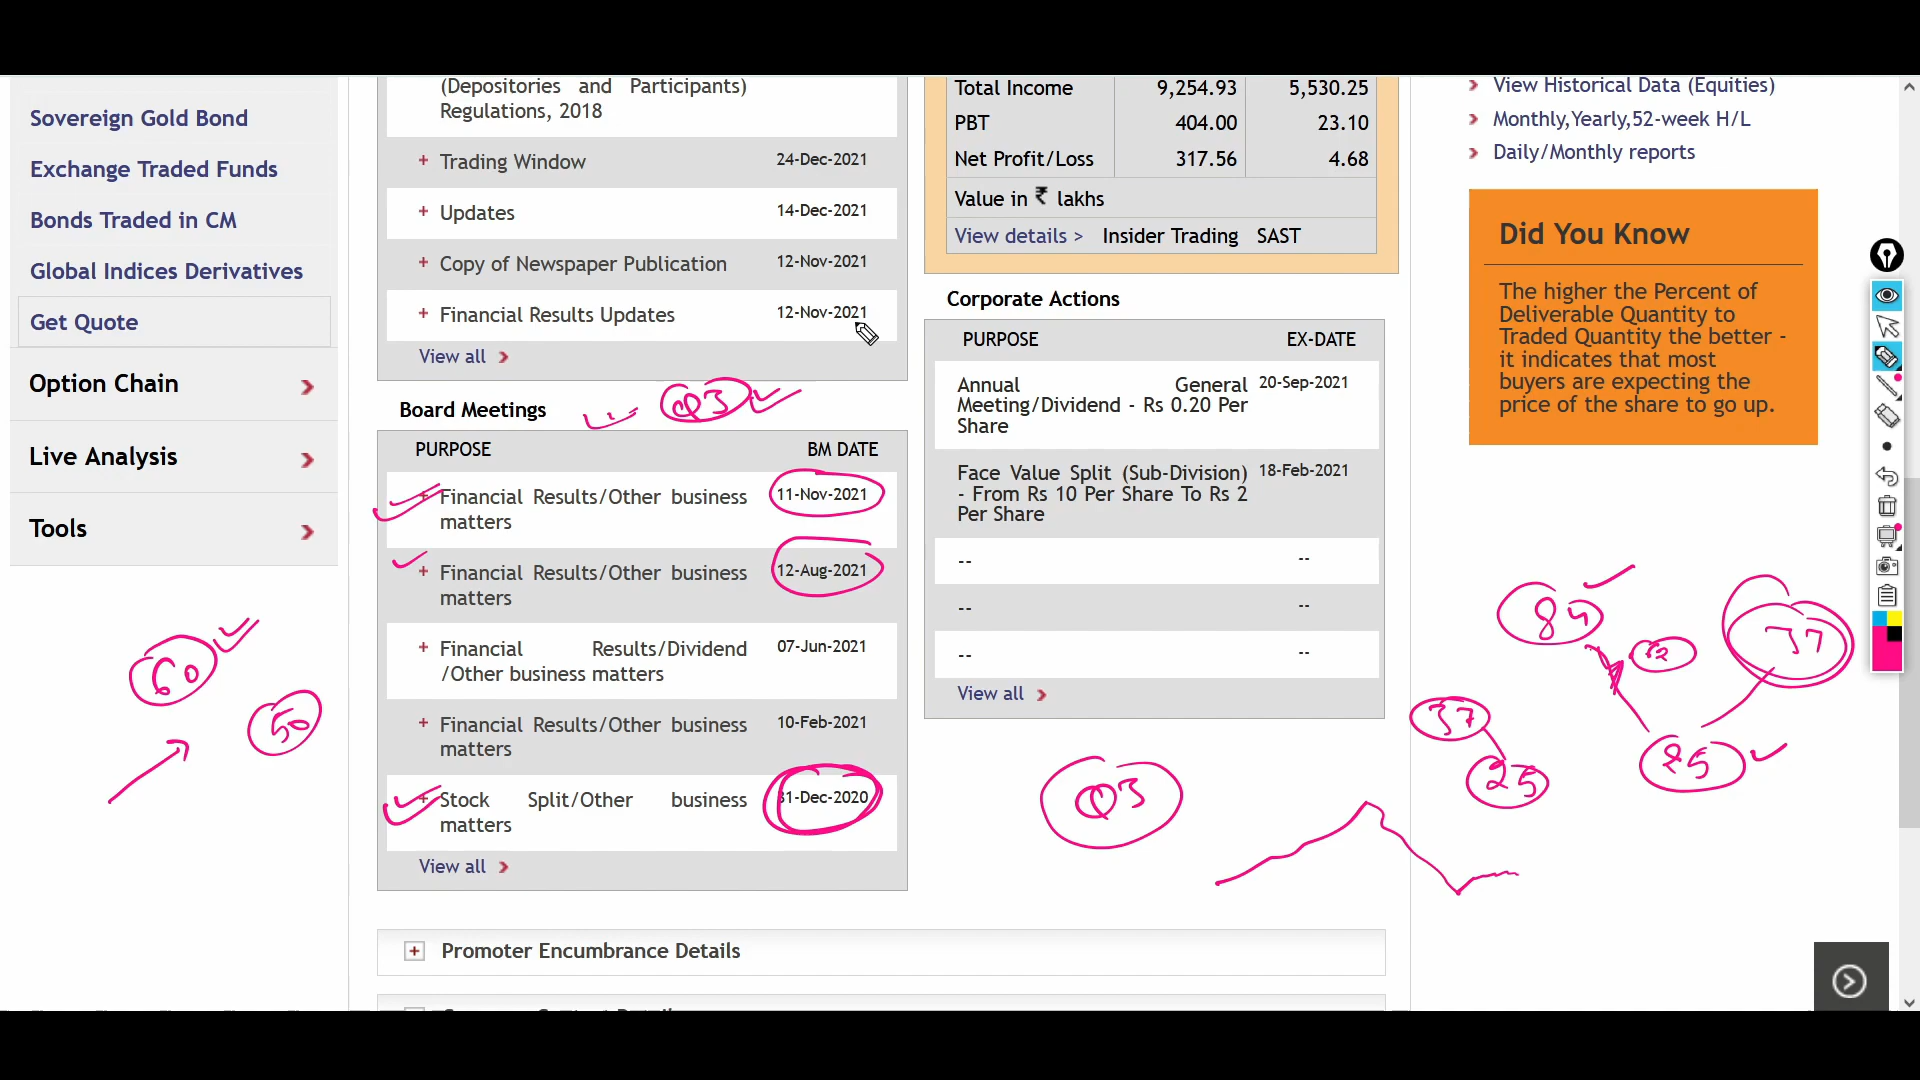 Sovereign Gold Bond
Exchange Traded Funds
Bonds Traded in CM
Global Indices Derivatives
Get Quote
Option Chain
Live Analysis
Tools
60
50
(Depositories and Participants)
Regulations, 2018
Trading Window 24-Dec-2021
Updates 14-Dec-2021
Copy of Newspaper Publication 12-Nov-2021
Financial Results Updates 12-Nov-2021
View all
Board Meetings
Q3
PURPOSE BM DATE
Financial Results/Other business 11-Nov-2021
matters
Financial Results/Other business 12-Aug-2021
matters
Financial Results/Dividend 07-Jun-2021
/Other business matters
Financial Results/Other business 10-Feb-2021
matters
Stock Split/Other business 31-Dec-2020
matters
View all
Promoter Encumbrance Details
Total Income 9,254.93 5,530.25
PBT 404.00 23.10
Net Profit/Loss 317.56 4.68
Value in ₹ lakhs
View details > Insider Trading SAST
Corporate Actions
PURPOSE EX-DATE
Annual General 20-Sep-2021
Meeting/Dividend - Rs 0.20 Per
Share
Face Value Split (Sub-Division) 18-Feb-2021
- From Rs 10 Per Share To Rs 2
Per Share
-- --
-- --
-- --
View all
Q3
View Historical Data (Equities)
Monthly,Yearly,52-week H/L
Daily/Monthly reports
Did You Know
The higher the Percent of
Deliverable Quantity to
Traded Quantity the better -
it indicates that most
buyers are expecting the
price of the share to go up.
84
37
37
25